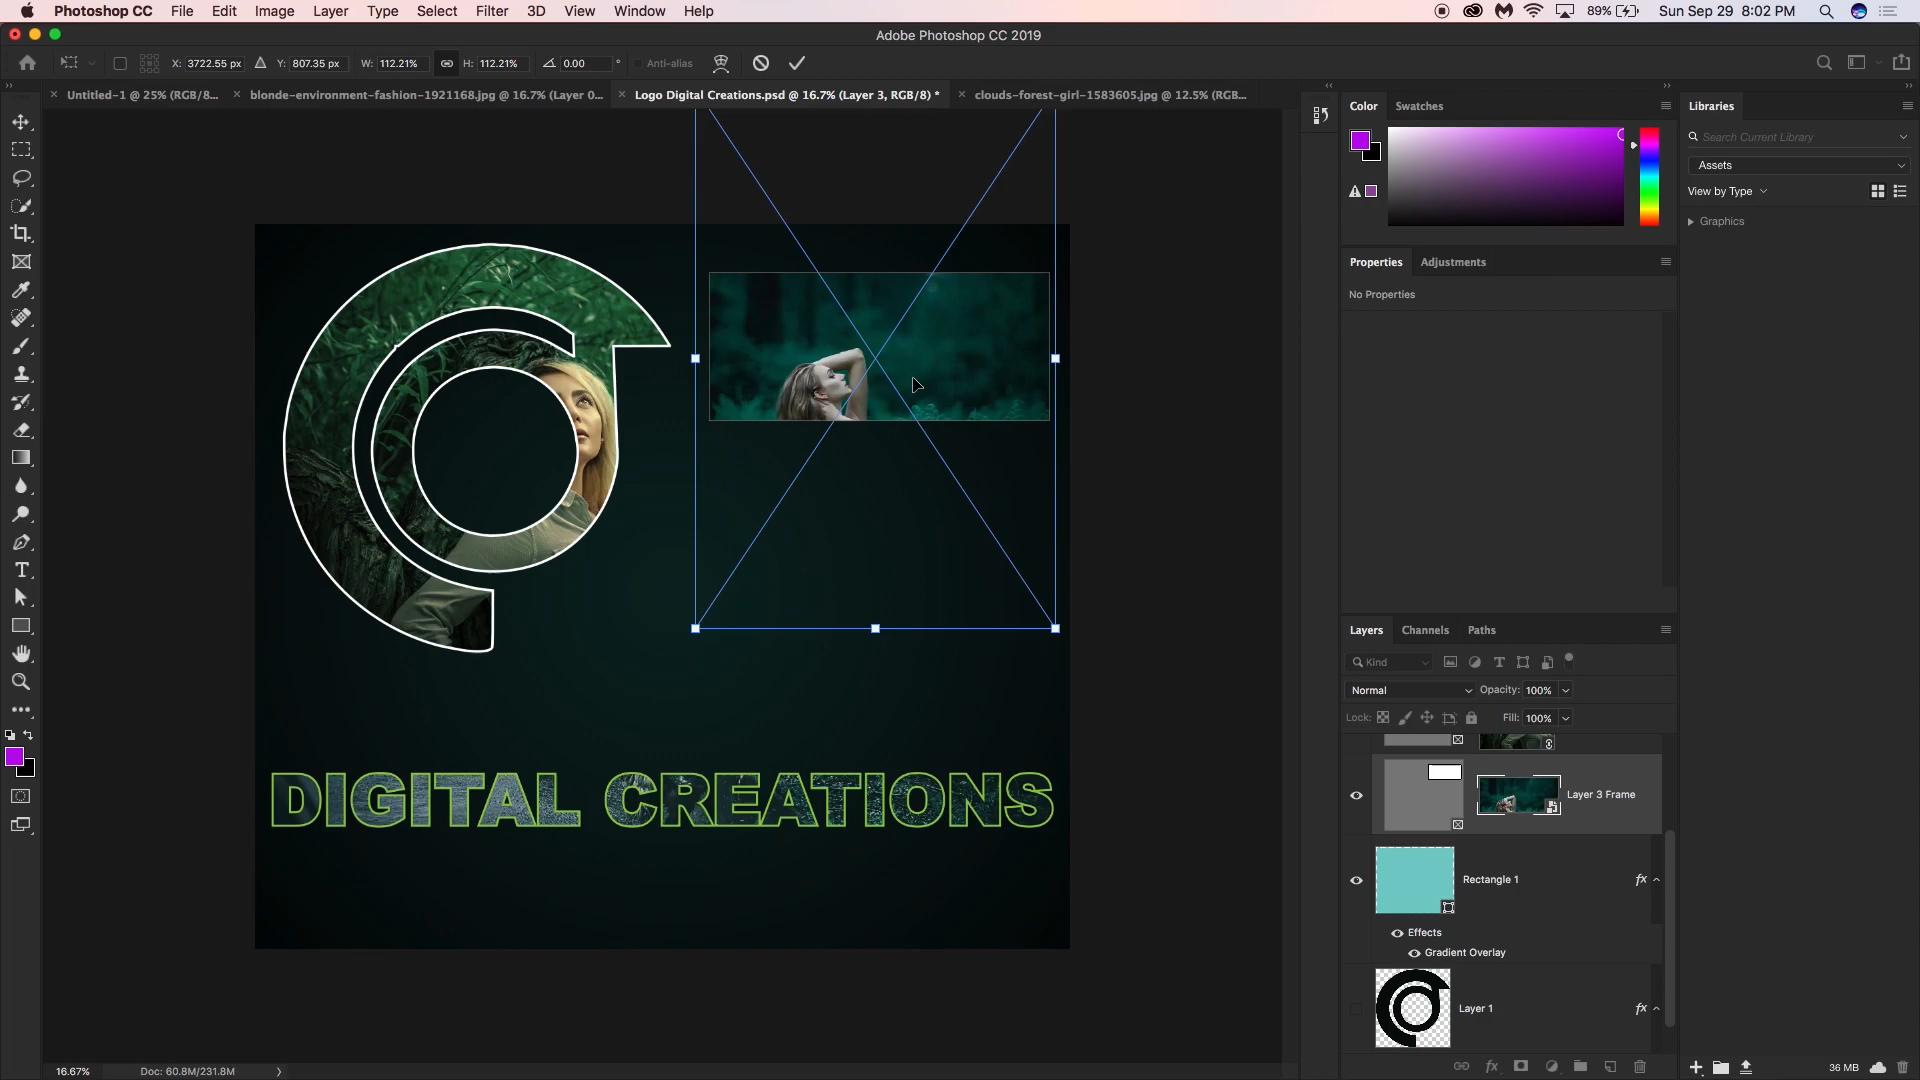 Photoshop CC File Edit Image Layer Type Select Filter 3D View Window Help 89% Sun Sep 29 8:02 PM
Adobe Photoshop CC 2019
X: 3722.55 px Y: 807.35 px W: 112.21% H: 112.21% 0.00 ° Anti-alias
Untitled-1 @ 25% (RGB/8... blonde-environment-fashion-1921168.jpg @ 16.7% (Layer 0... Logo Digital Creations.psd @ 16.7% (Layer 3, RGB/8) * clouds-forest-girl-1583605.jpg @ 12.5% (RGB...
Color Swatches
Libraries
Search Current Library
Assets
View by Type
Graphics
Properties Adjustments
No Properties
DIGITAL CREATIONS
Layers Channels Paths
Kind
Normal Opacity: 100%
Lock: Fill: 100%
Layer 3 Frame
Rectangle 1 fx
Effects
Gradient Overlay
Layer 1 fx
fx
16.67% Doc: 60.8M/231.8M
36 MB